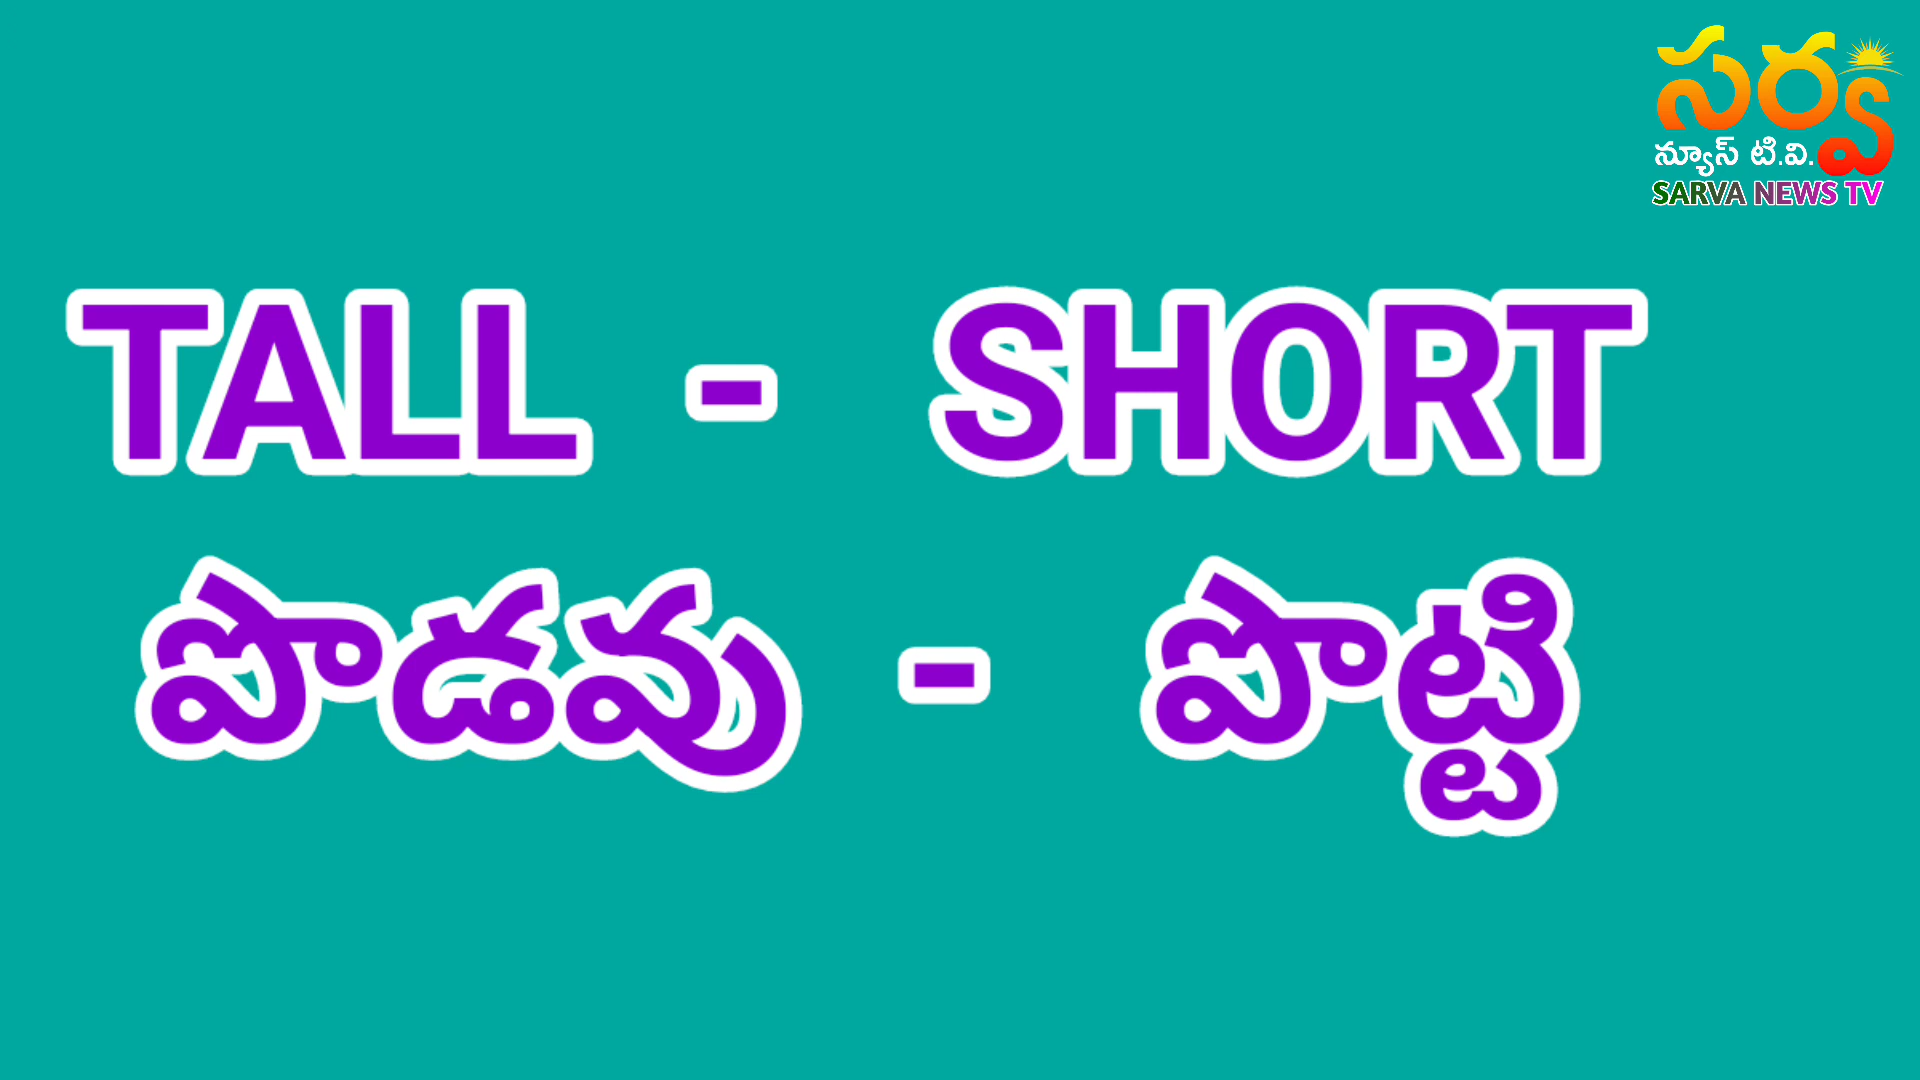 సర్వ
న్యూస్ టి.వి.
SARVA NEWS TV
TALL - SHORT
పొడవు - పొట్టి